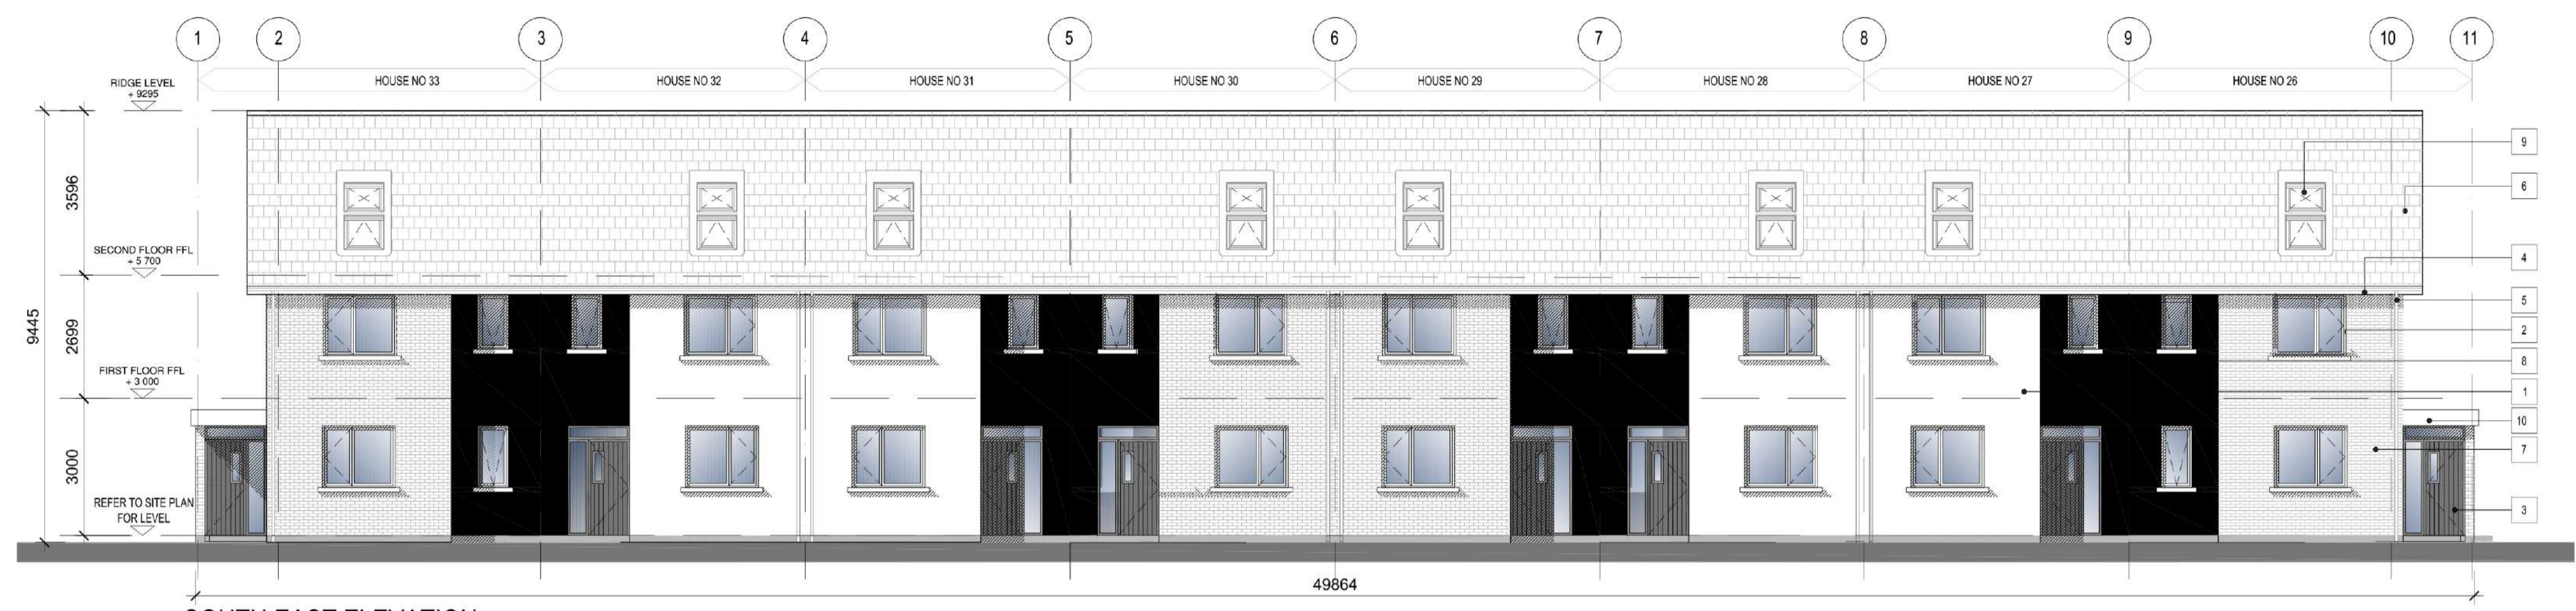 1 2 3 4 5 6 7 8 9 10 11
HOUSE NO 33 HOUSE NO 32 HOUSE NO 31 HOUSE NO 30 HOUSE NO 29 HOUSE NO 28 HOUSE NO 27 HOUSE NO 26
RIDGE LEVEL
+ 9295
9
3596
6
SECOND FLOOR FFL
+ 5 700
4
5
9445
2699
2
8
FIRST FLOOR FFL
+ 3 000
1
10
7
3000
REFER TO SITE PLAN
FOR LEVEL
3
49864
SOUTH EAST ELEVATION